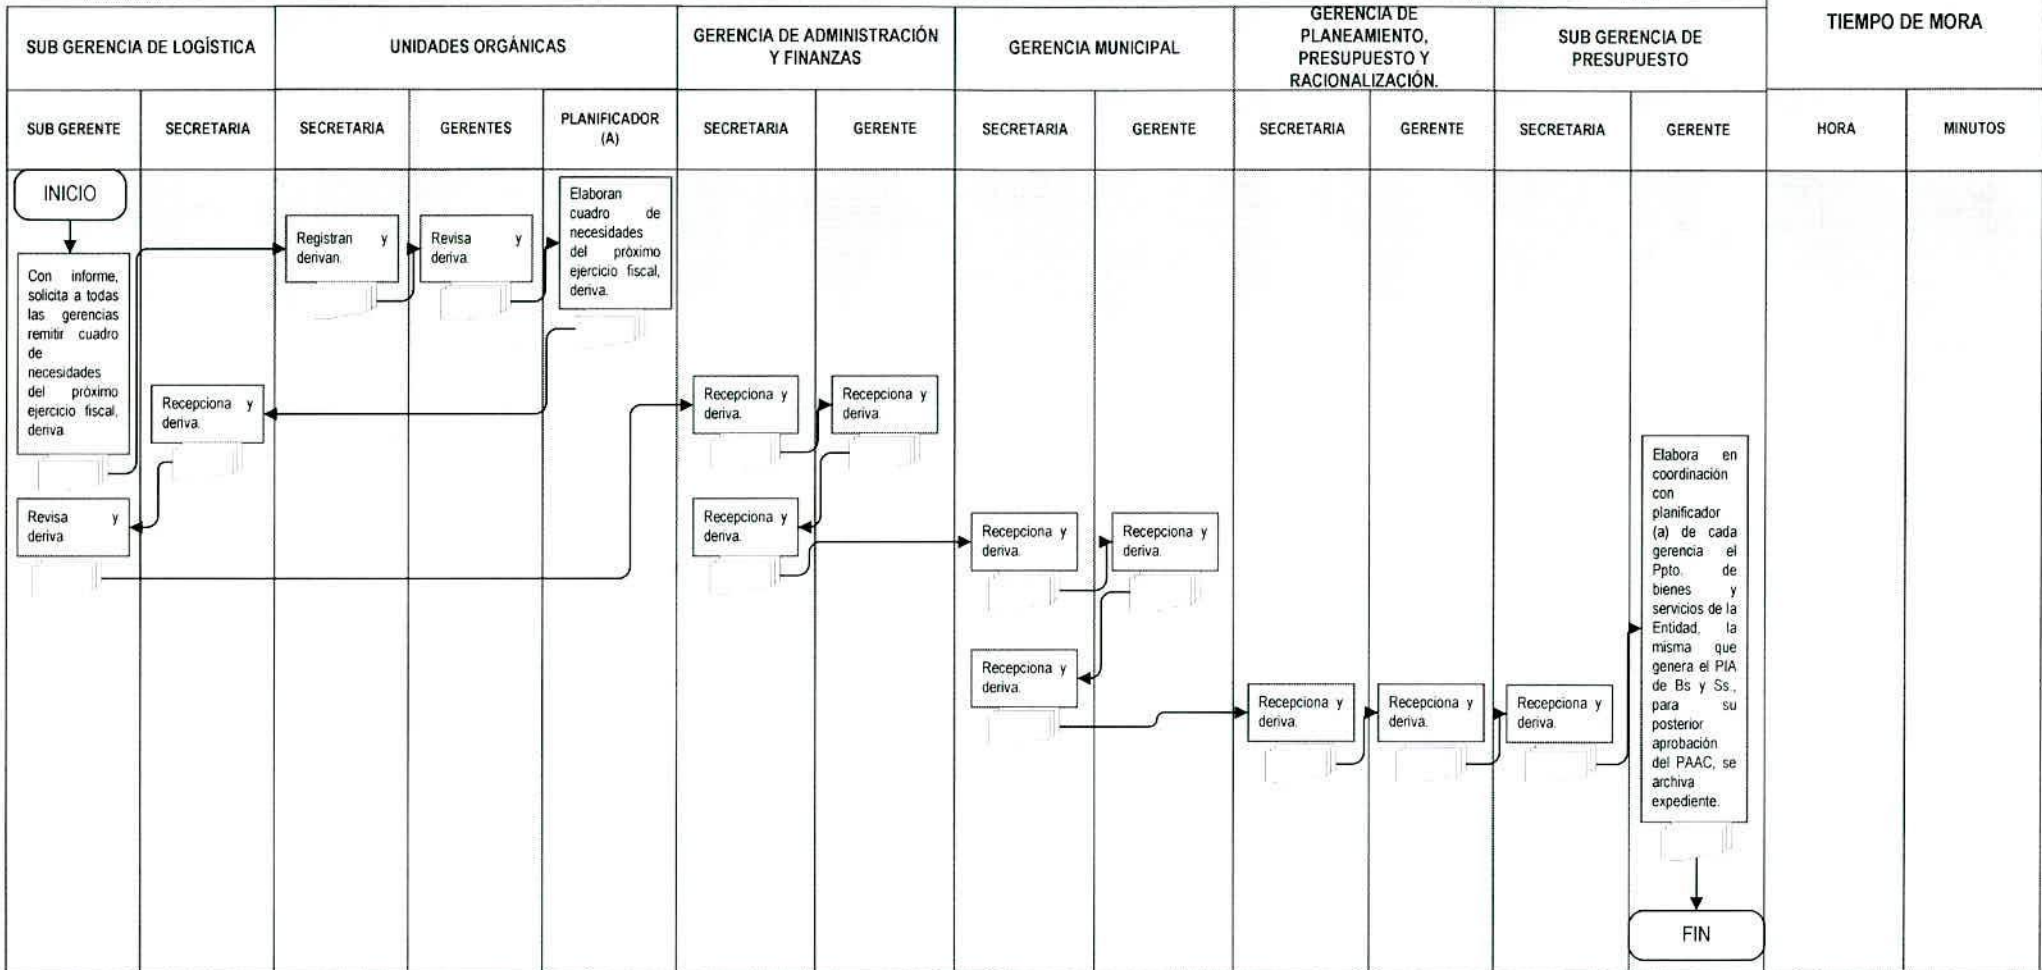 SUB GERENCIA DE LOGÍSTICA
UNIDADES ORGÁNICAS
GERENCIA DE ADMINISTRACIÓN
Y FINANZAS
GERENCIA MUNICIPAL
GERENCIA DE
PLANEAMIENTO,
PRESUPUESTO Y
RACIONALIZACIÓN.
SUB GERENCIA DE
PRESUPUESTO
TIEMPO DE MORA
SUB GERENTE
SECRETARIA
SECRETARIA
GERENTES
PLANIFICADOR
(A)
SECRETARIA
GERENTE
SECRETARIA
GERENTE
SECRETARIA
GERENTE
SECRETARIA
GERENTE
HORA
MINUTOS
INICIO
Con informe,
solicita a todas
las gerencias
remitir cuadro
de
necesidades
del próximo
ejercicio fiscal,
deriva
Registran y
derivan.
Revisa y
deriva
Elaboran
cuadro de
necesidades
del próximo
ejercicio fiscal,
deriva.
Recepciona y
deriva.
Revisa y
deriva
Recepciona y
deriva.
Recepciona y
deriva
Recepciona y
deriva.
Recepciona y
deriva.
Recepciona y
deriva.
Recepciona y
deriva.
Recepciona y
deriva.
Recepciona y
deriva.
Recepciona y
deriva.
Elabora en
coordinación
con
planificador
(a) de cada
gerencia el
Ppto. de
bienes y
servicios de la
Entidad, la
misma que
genera el PIA
de Bs y Ss.,
para su
posterior
aprobación
del PAAC, se
archiva
expediente.
FIN